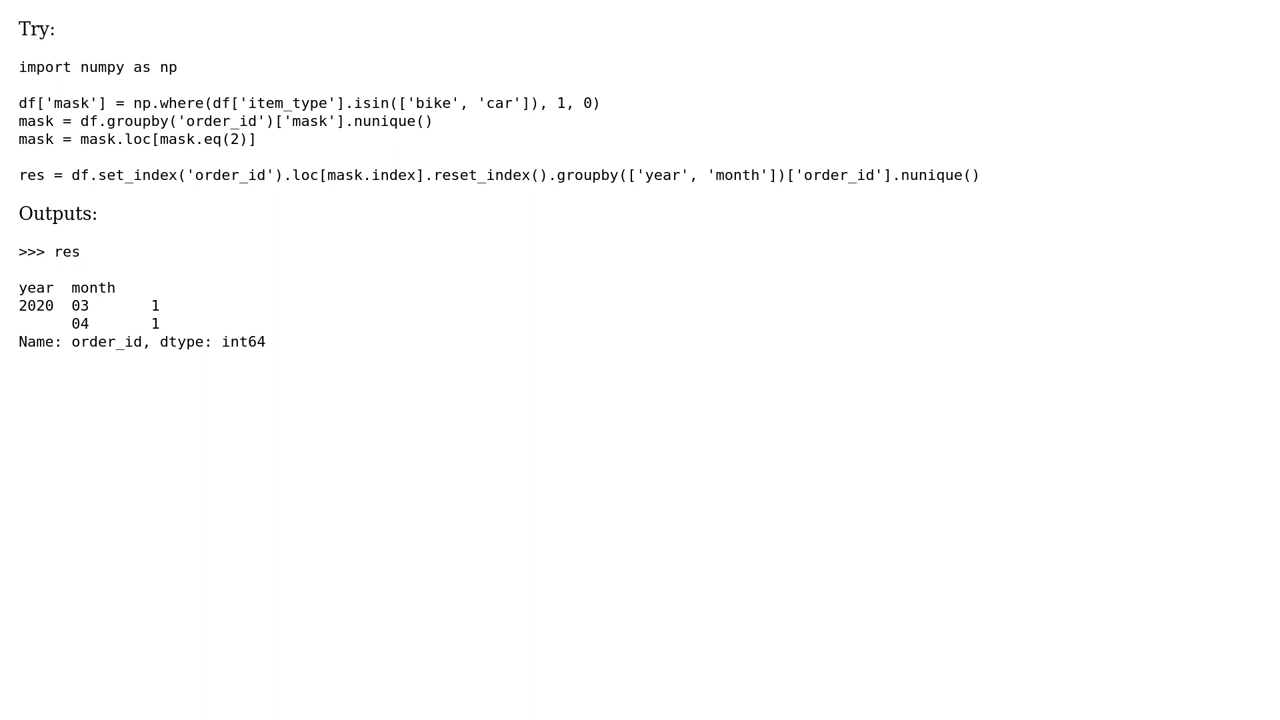 Try:
import numpy as np
df['mask'] = np.where(df['item_type'].isin(['bike', 'car']), 1, 0)
mask = df.groupby('order_id')['mask'].nunique()
mask = mask.loc[mask.eq(2)]
res = df.set_index('order_id').loc[mask.index].reset_index().groupby(['year', 'month'])['order_id'].nunique()
Outputs:
>>> res
year  month
2020  03       1
      04       1
Name: order_id, dtype: int64